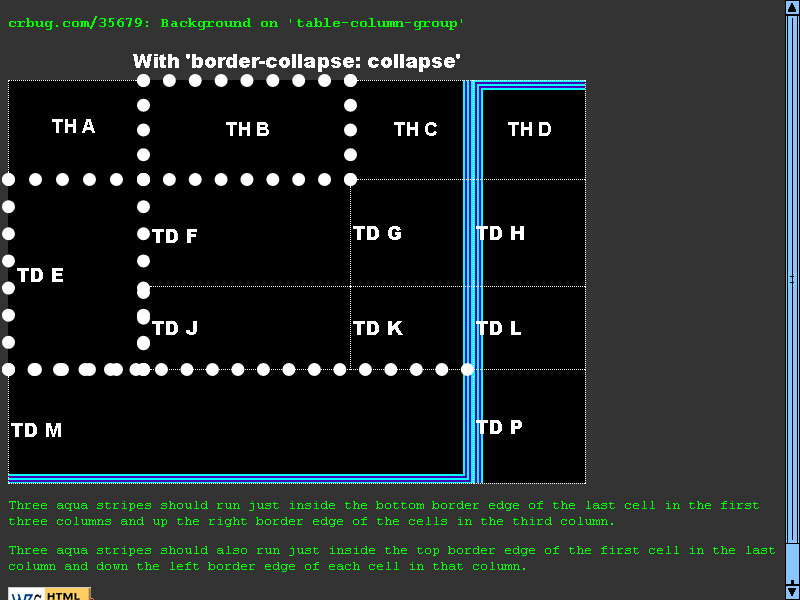 crbug.com/35679: Background on 'table-column-group'
With 'border-collapse: collapse'
TH A TH B TH C TH D
TD F TD G TD H
TD E
TD J TD K TD L
TD M TD P
Three aqua stripes should run just inside the bottom border edge of the last cell in the first
three columns and up the right border edge of the cells in the third column.
Three aqua stripes should also run just inside the top border edge of the first cell in the last
column and down the left border edge of each cell in that column.
W3C HTML